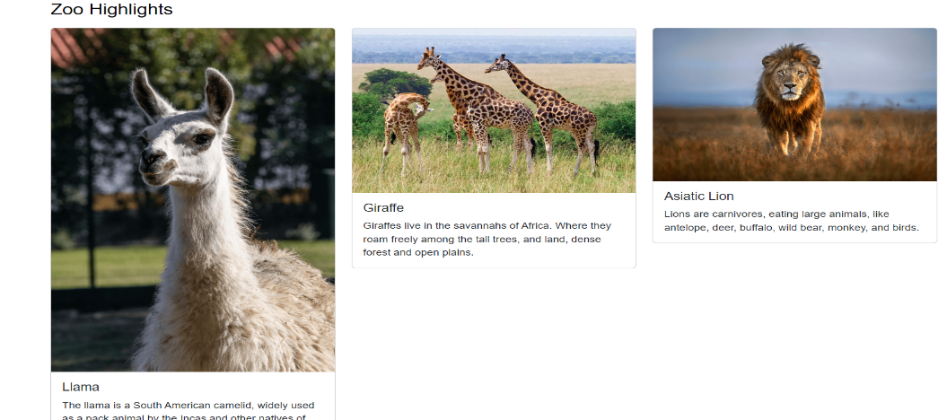 Zoo Highlights
Llama
The llama is a South American camelid, widely used
as a pack animal by the Incas and other natives of
Giraffe
Giraffes live in the savannahs of Africa. Where they
roam freely among the tall trees, and land, dense
forest and open plains.
Asiatic Lion
Lions are carnivores, eating large animals, like
antelope, deer, buffalo, wild bear, monkey, and birds.